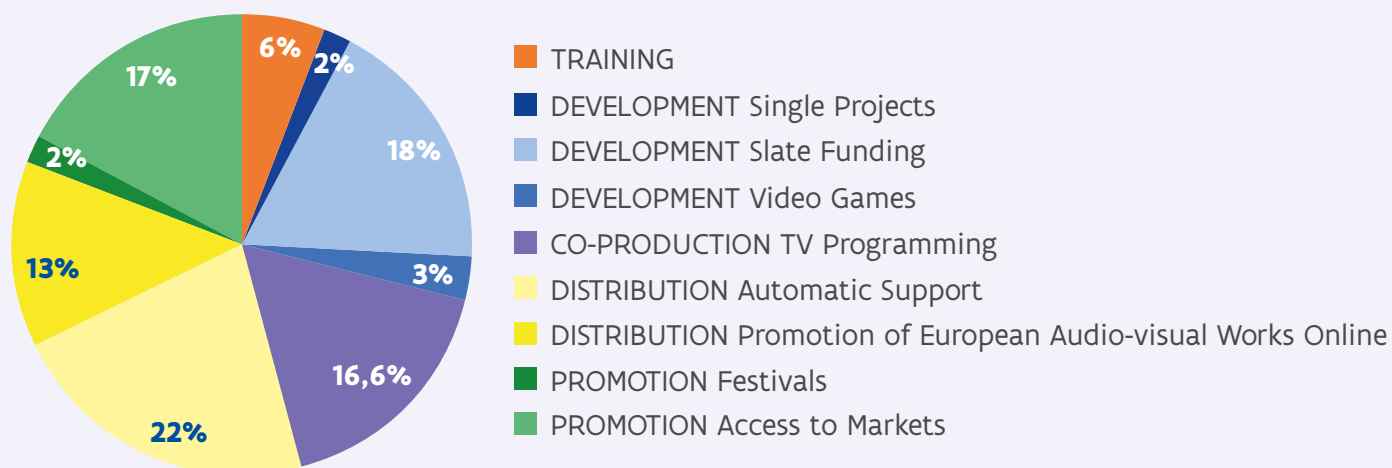 6%
2%
18%
3%
16,6%
22%
13%
2%
17%
TRAINING
DEVELOPMENT Single Projects
DEVELOPMENT Slate Funding
DEVELOPMENT Video Games
CO-PRODUCTION TV Programming
DISTRIBUTION Automatic Support
DISTRIBUTION Promotion of European Audio-visual Works Online
PROMOTION Festivals
PROMOTION Access to Markets